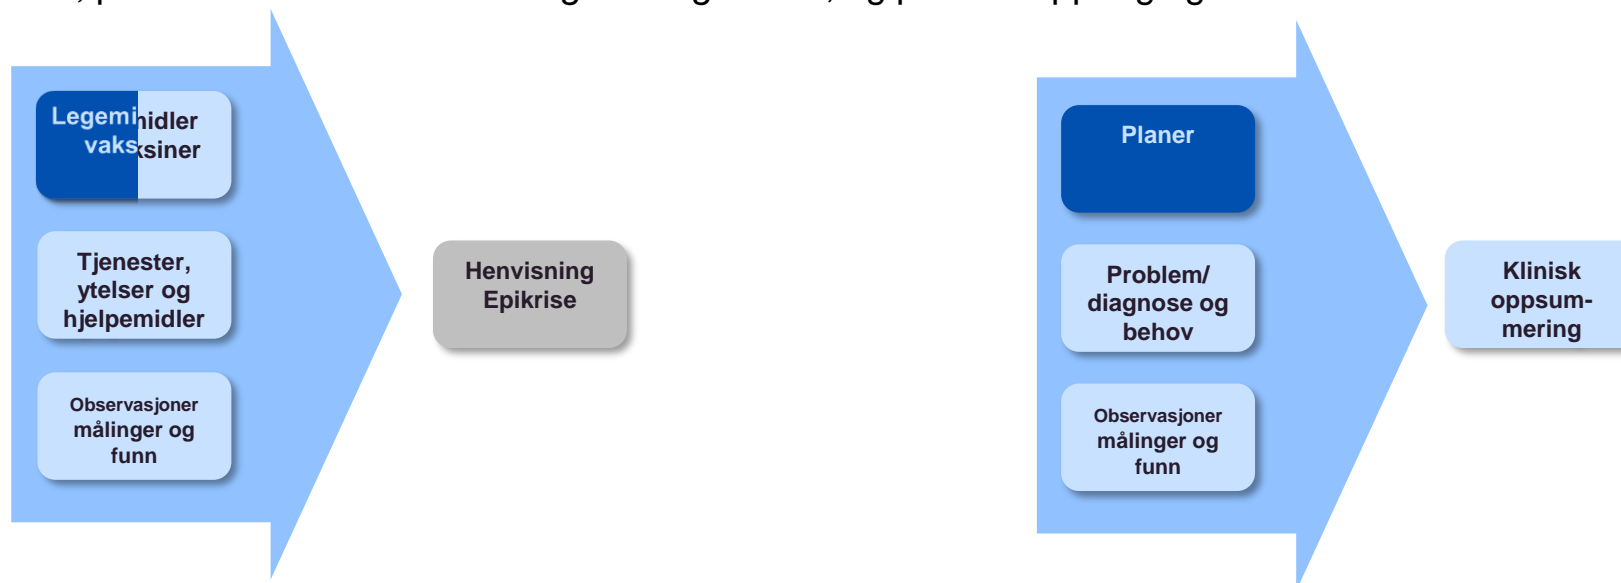 Legemidler
vaksiner
Tjenester,
ytelser og
hjelpemidler
Observasjoner
målinger og
funn
Henvisning
Epikrise
Planer
Problem/
diagnose og
behov
Observasjoner
målinger og
funn
Klinisk
oppsum-
mering